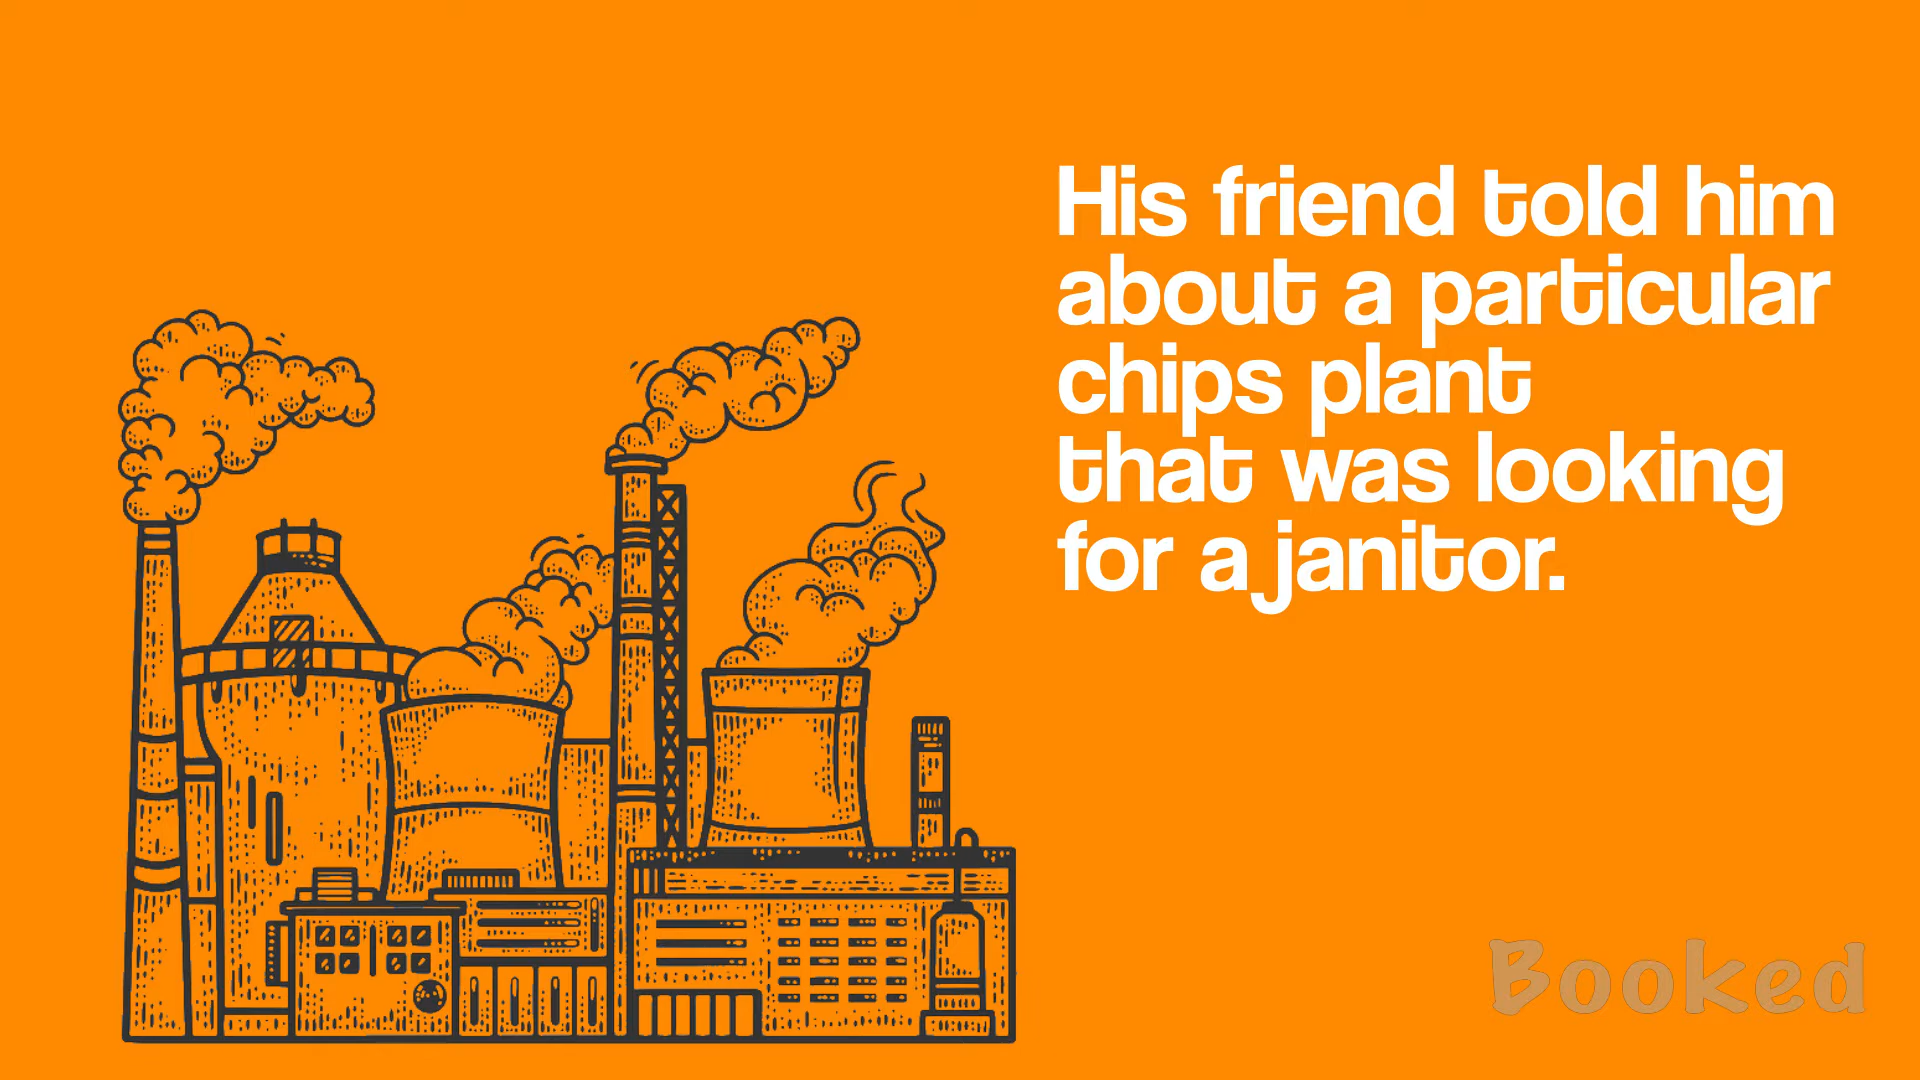 His friend told him
about a particular
chips plant
that was looking
for a janitor.
Booked